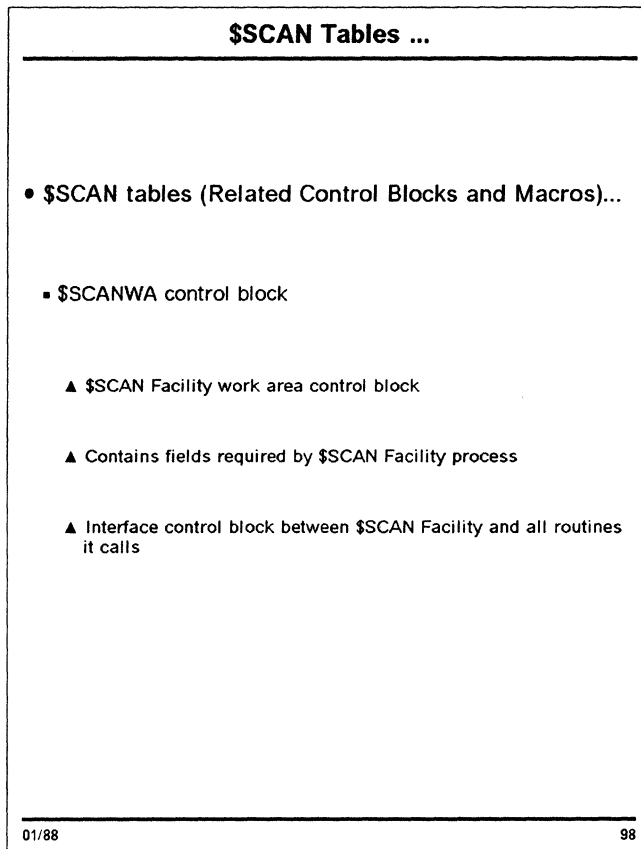 $SCAN Tables ...
• $SCAN tables (Related Control Blocks and Macros)...
▪ $SCANWA control block
▲ $SCAN Facility work area control block
▲ Contains fields required by $SCAN Facility process
▲ Interface control block between $SCAN Facility and all routines
it calls
01/88
98